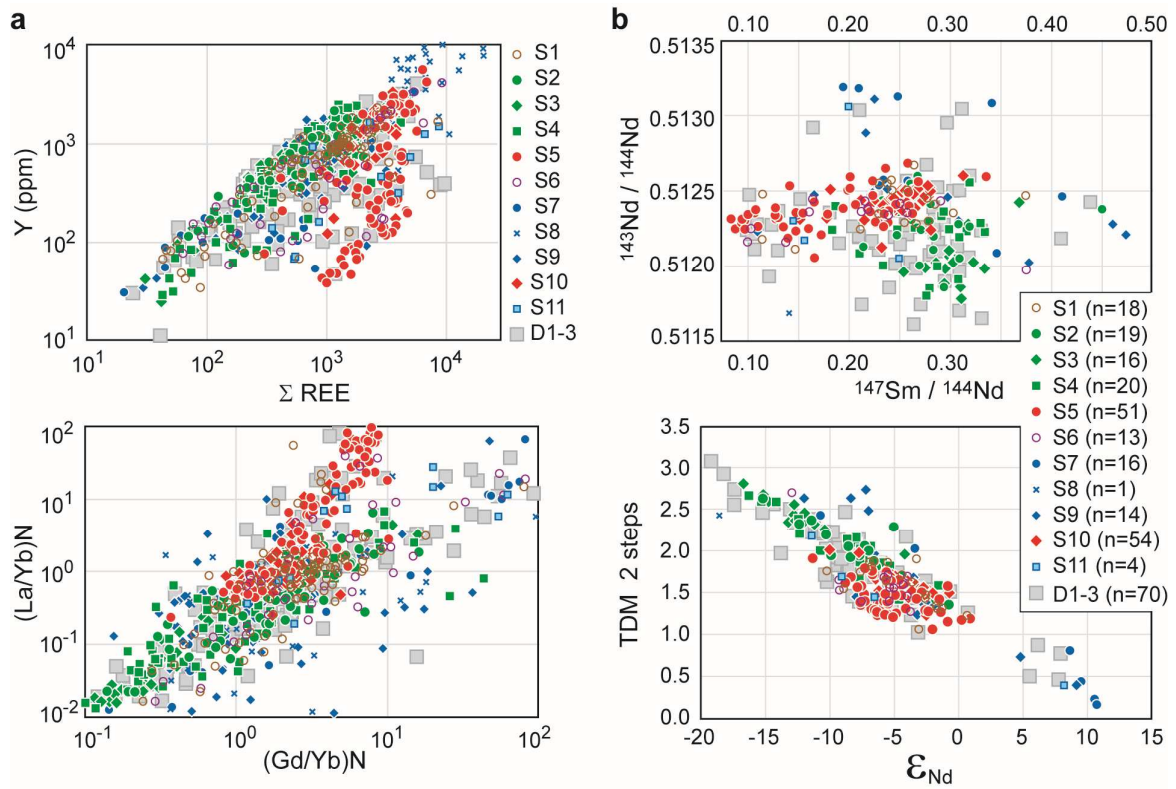 a
10⁴
10³
10²
10¹
Y (ppm)
10¹
10²
10³
10⁴
Σ REE
S1
S2
S3
S4
S5
S6
S7
S8
S9
S10
S11
D1-3
10²
10¹
10⁰
10⁻¹
10⁻²
(La/Yb)N
10⁻¹
10⁰
10¹
10²
(Gd/Yb)N
b
0.10
0.20
0.30
0.40
0.50
0.5135
0.5130
0.5125
0.5120
0.5115
¹⁴³Nd / ¹⁴⁴Nd
0.10
0.20
0.30
¹⁴⁷Sm / ¹⁴⁴Nd
S1 (n=18)
S2 (n=19)
S3 (n=16)
S4 (n=20)
S5 (n=51)
S6 (n=13)
S7 (n=16)
S8 (n=1)
S9 (n=14)
S10 (n=54)
S11 (n=4)
D1-3 (n=70)
3.5
3.0
2.5
2.0
1.5
1.0
0.5
0.0
TDM 2 steps
-20
-15
-10
-5
0
5
10
15
εNd